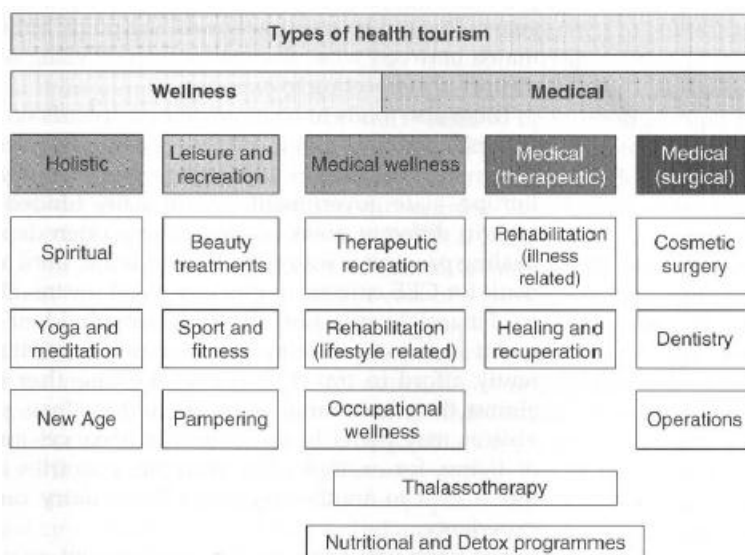 Types of health tourism
Wellness
Medical
Holistic
Leisure and
recreation
Medical wellness
Medical
(therapeutic)
Medical
(surgical)
Spiritual
Beauty
treatments
Therapeutic
recreation
Rehabilitation
(illness
related)
Cosmetic
surgery
Yoga and
meditation
Sport and
fitness
Rehabilitation
(lifestyle related)
Healing and
recuperation
Dentistry
New Age
Pampering
Occupational
wellness
Operations
Thalassotherapy
Nutritional and Detox programmes